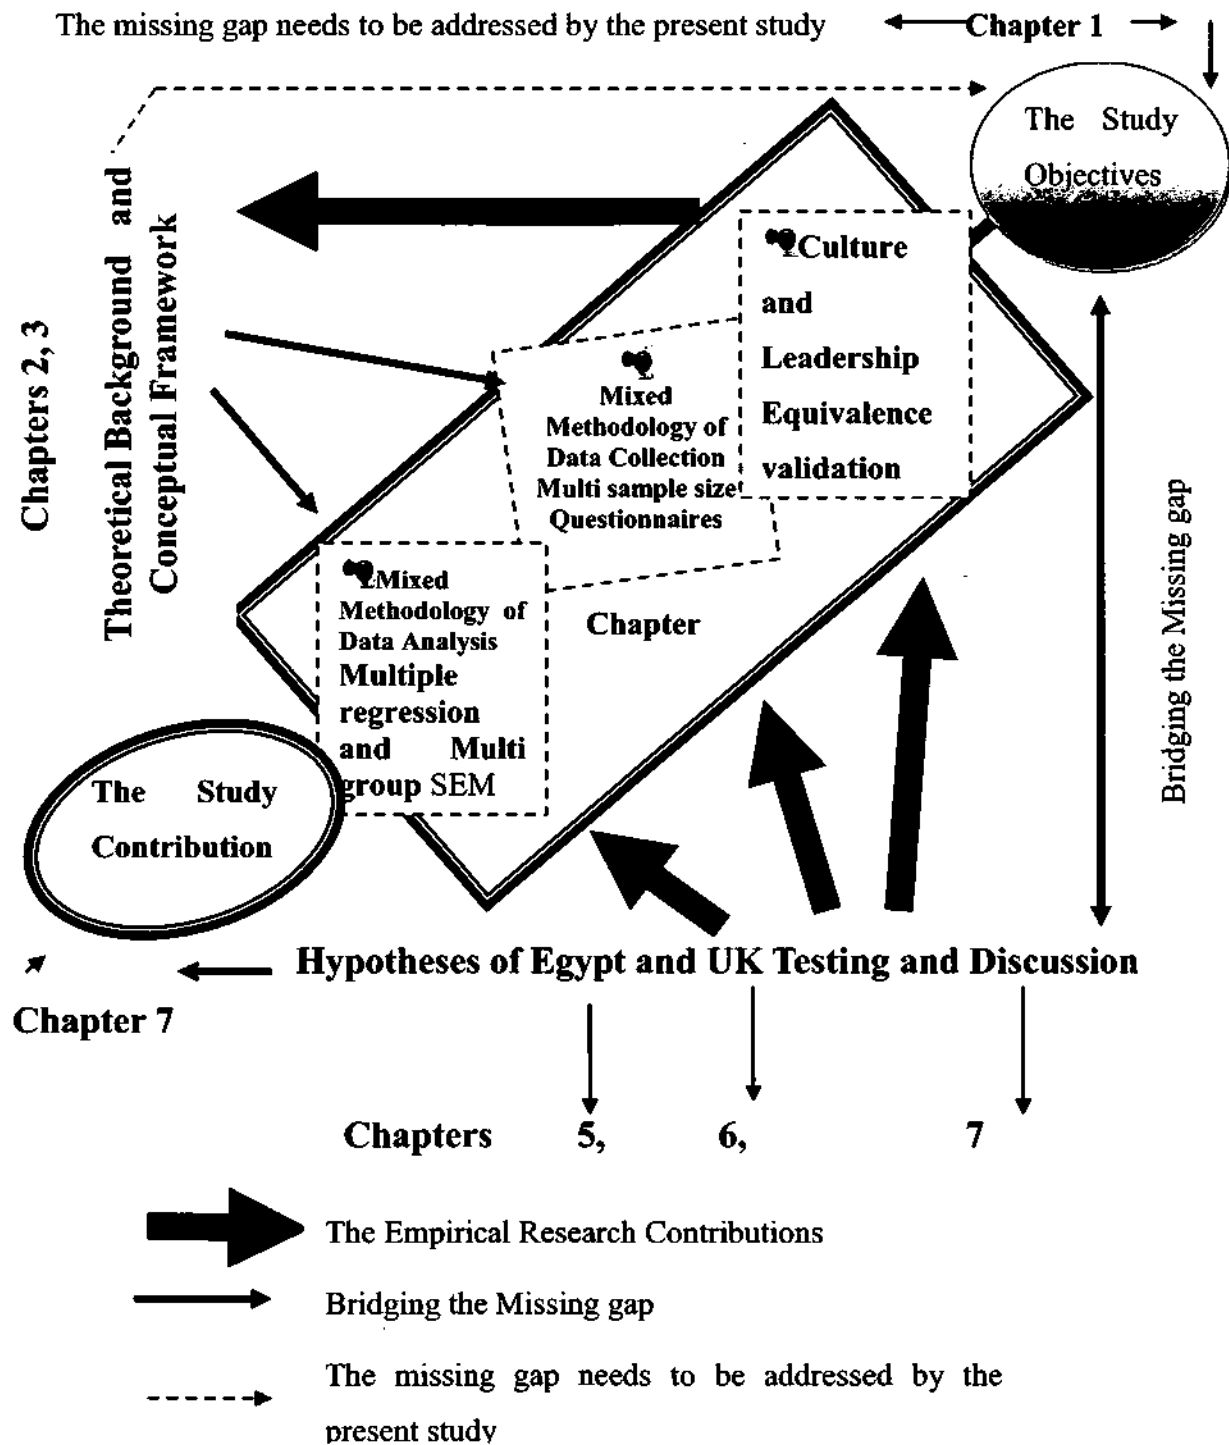 The missing gap needs to be addressed by the present study
Chapter 1
The Study
Objectives
Chapters 2, 3
Theoretical Background and
Conceptual Framework
Culture
and
Leadership
Equivalence
validation
Mixed
Methodology of
Data Collection
Multi sample size
Questionnaires
Mixed
Methodology of
Data Analysis
Multiple
regression
and Multi
group SEM
Chapter
Bridging the Missing gap
The Study
Contribution
Hypotheses of Egypt and UK Testing and Discussion
Chapter 7
Chapters 5, 6, 7
The Empirical Research Contributions
Bridging the Missing gap
The missing gap needs to be addressed by the
present study